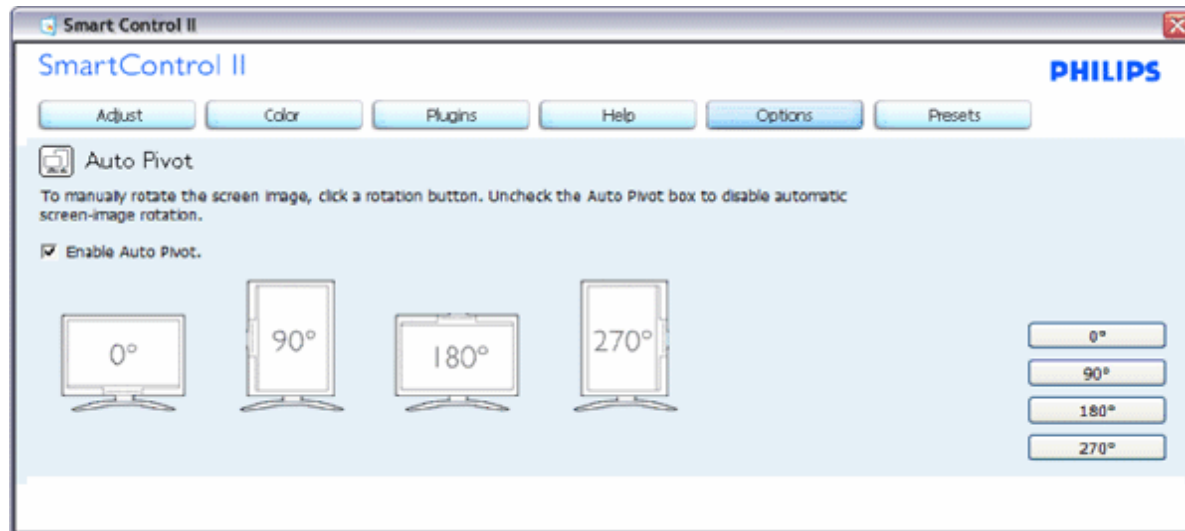 Smart Control II
SmartControl II
PHILIPS
Adjust Color Plugins Help Options Presets
Auto Pivot
To manually rotate the screen image, click a rotation button. Uncheck the Auto Pivot box to disable automatic
screen-image rotation.
Enable Auto Pivot.
0° 90° 180° 270°
0°
90°
180°
270°